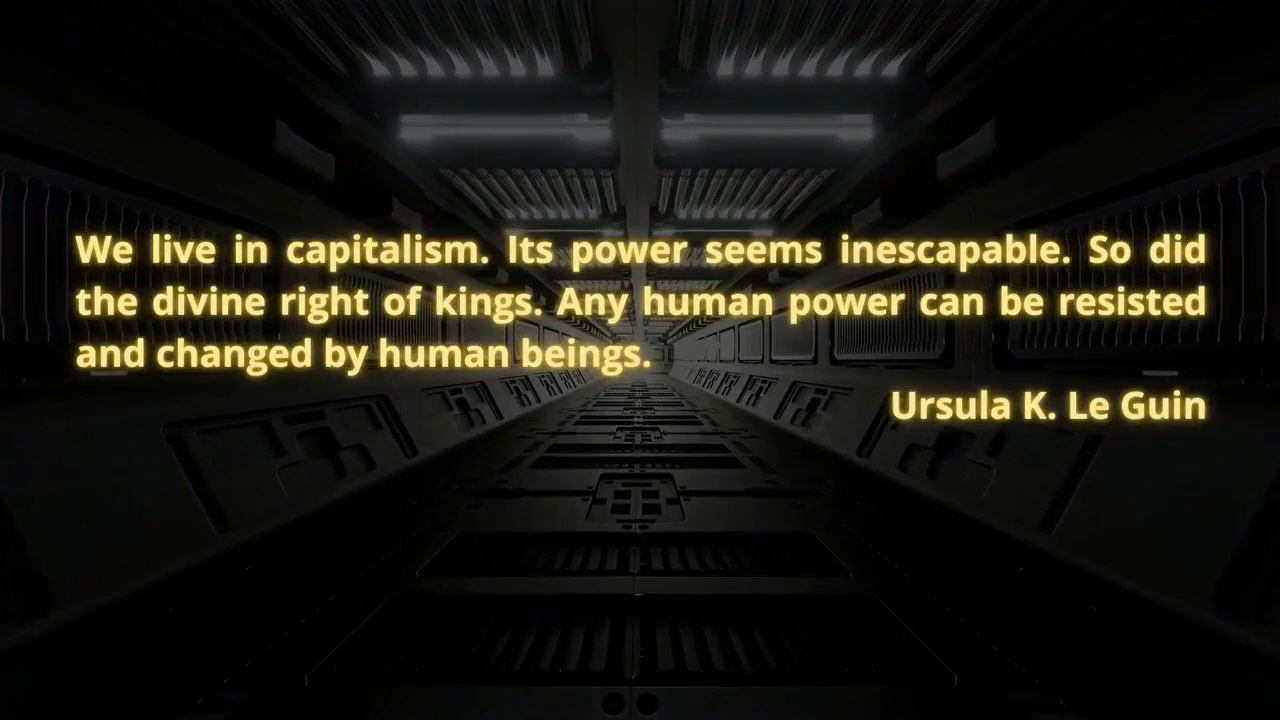 We live in capitalism. Its power seems inescapable. So did
the divine right of kings. Any human power can be resisted
and changed by human beings.
Ursula K. Le Guin